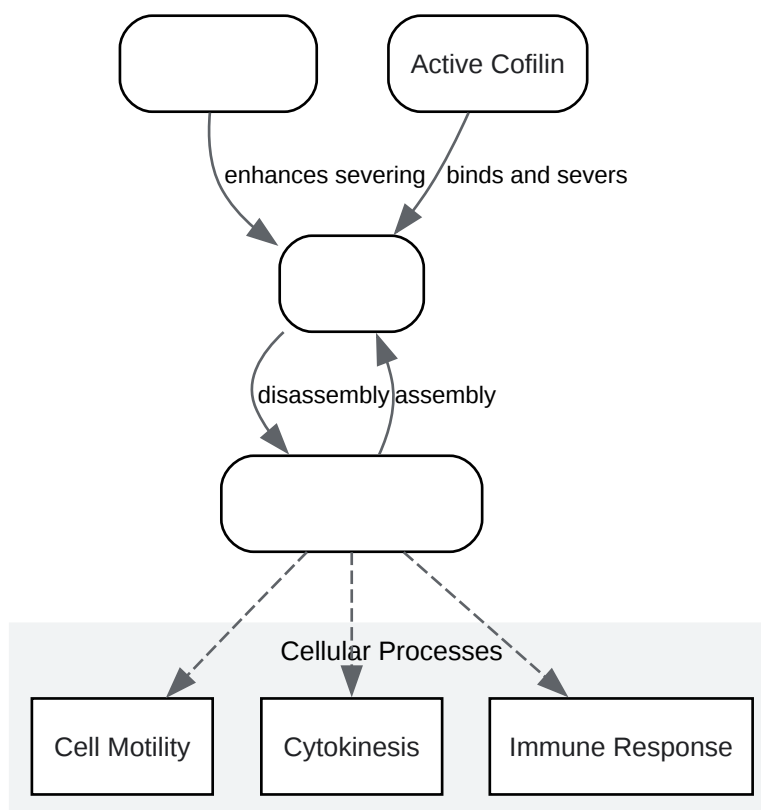 Active Cofilin
enhances severing
binds and severs
disassembly
assembly
Cellular Processes
Cell Motility
Cytokinesis
Immune Response